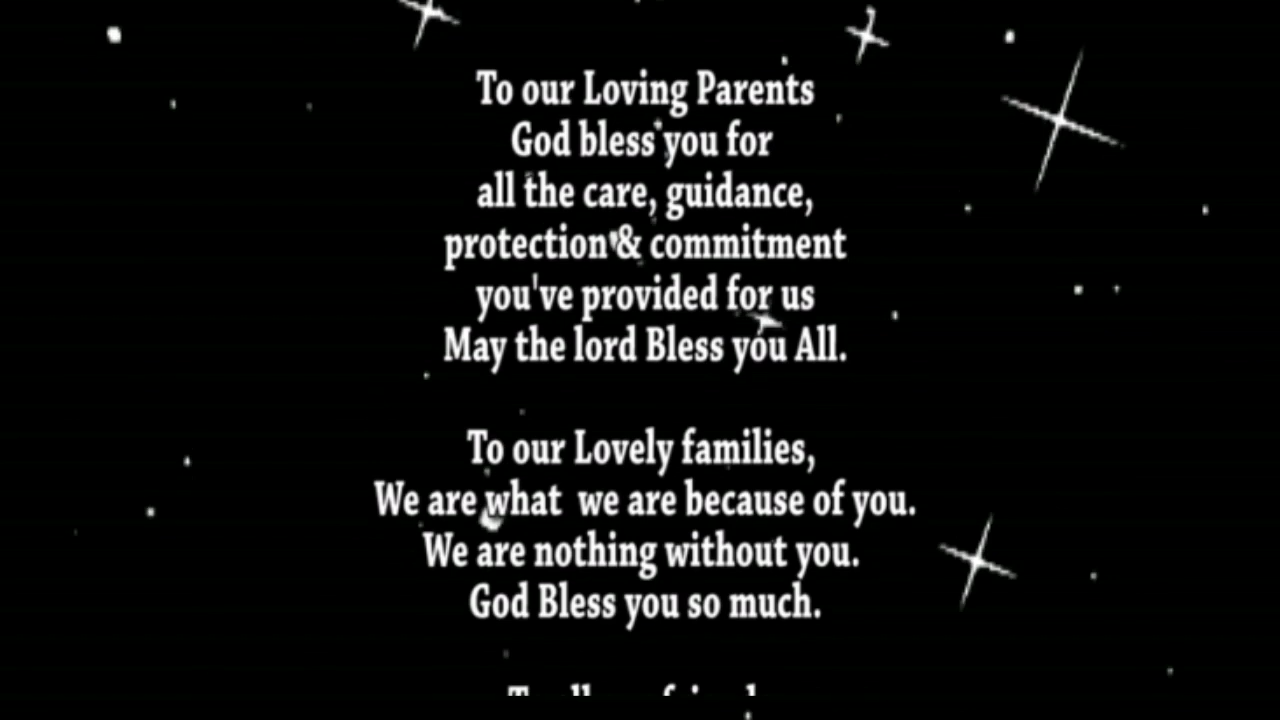 To our Loving Parents
God bless you for
all the care, guidance,
protection & commitment
you've provided for us
May the lord Bless you All.
To our Lovely families,
We are what  we are because of you.
We are nothing without you.
God Bless you so much.